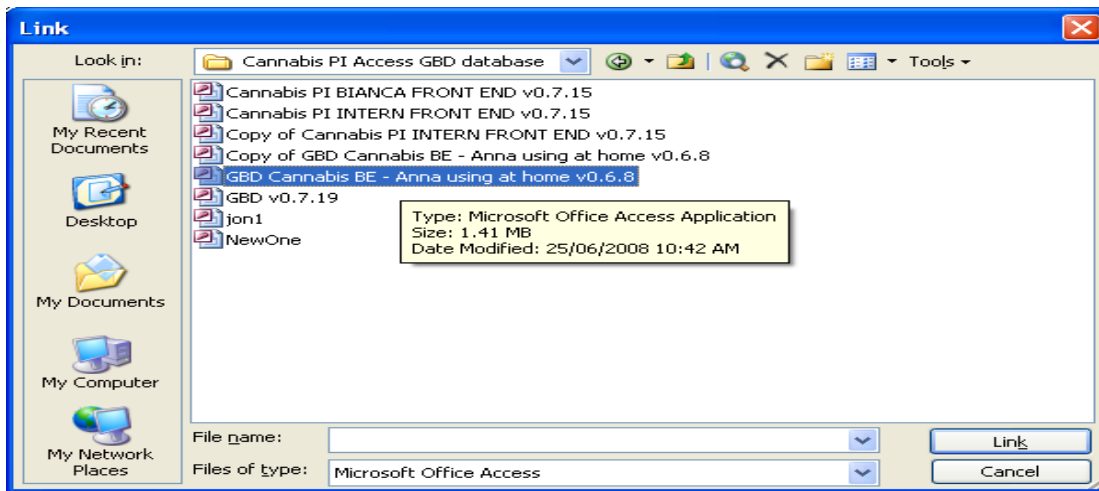 Link
Look in: Cannabis PI Access GBD database Tools
My Recent
Documents
Desktop
My Documents
My Computer
My Network
Places
Cannabis PI BIANCA FRONT END v0.7.15
Cannabis PI INTERN FRONT END v0.7.15
Copy of Cannabis PI INTERN FRONT END v0.7.15
Copy of GBD Cannabis BE - Anna using at home v0.6.8
GBD Cannabis BE - Anna using at home v0.6.8
GBD v0.7.19
jon1
NewOne
Type: Microsoft Office Access Application
Size: 1.41 MB
Date Modified: 25/06/2008 10:42 AM
File name: Link
Files of type: Microsoft Office Access Cancel